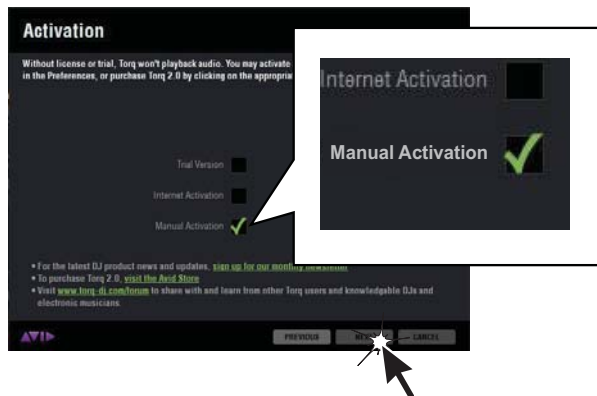 Activation
Without license or trial, Torq won't playback audio. You may activate
in the Preferences, or purchase Torq 2.0 by clicking on the
Trial Version
Internet Activation
Manual Activation
Internet Activation
Manual Activation
• For the latest DJ product news and updates, sign up for our monthly newsletter
• To purchase Torq 2.0, visit the Avid Store
• Visit www.torq-dj.com/forum to share with and learn from other Torq users and knowledgable DJs and
electronic musicians
AVID
PREVIOUS
CANCEL